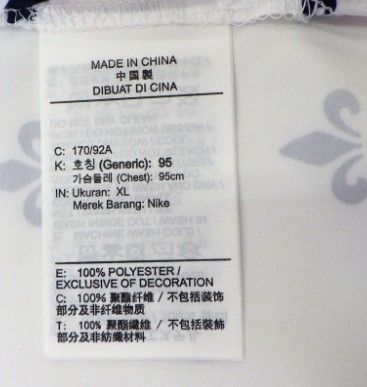 MADE IN CHINA
中國製
DIBUAT DI CINA
C: 170/92A
K: 호칭 (Generic): 95
가슴둘레 (Chest): 95cm
IN: Ukuran: XL
Merek Barang: Nike
E: 100% POLYESTER /
EXCLUSIVE OF DECORATION
C: 100% 聚酯纤维 / 不包括装饰
部分及非纤维物质
T: 100% 聚酯纖維 / 不包括裝飾
部分及非紡織材料